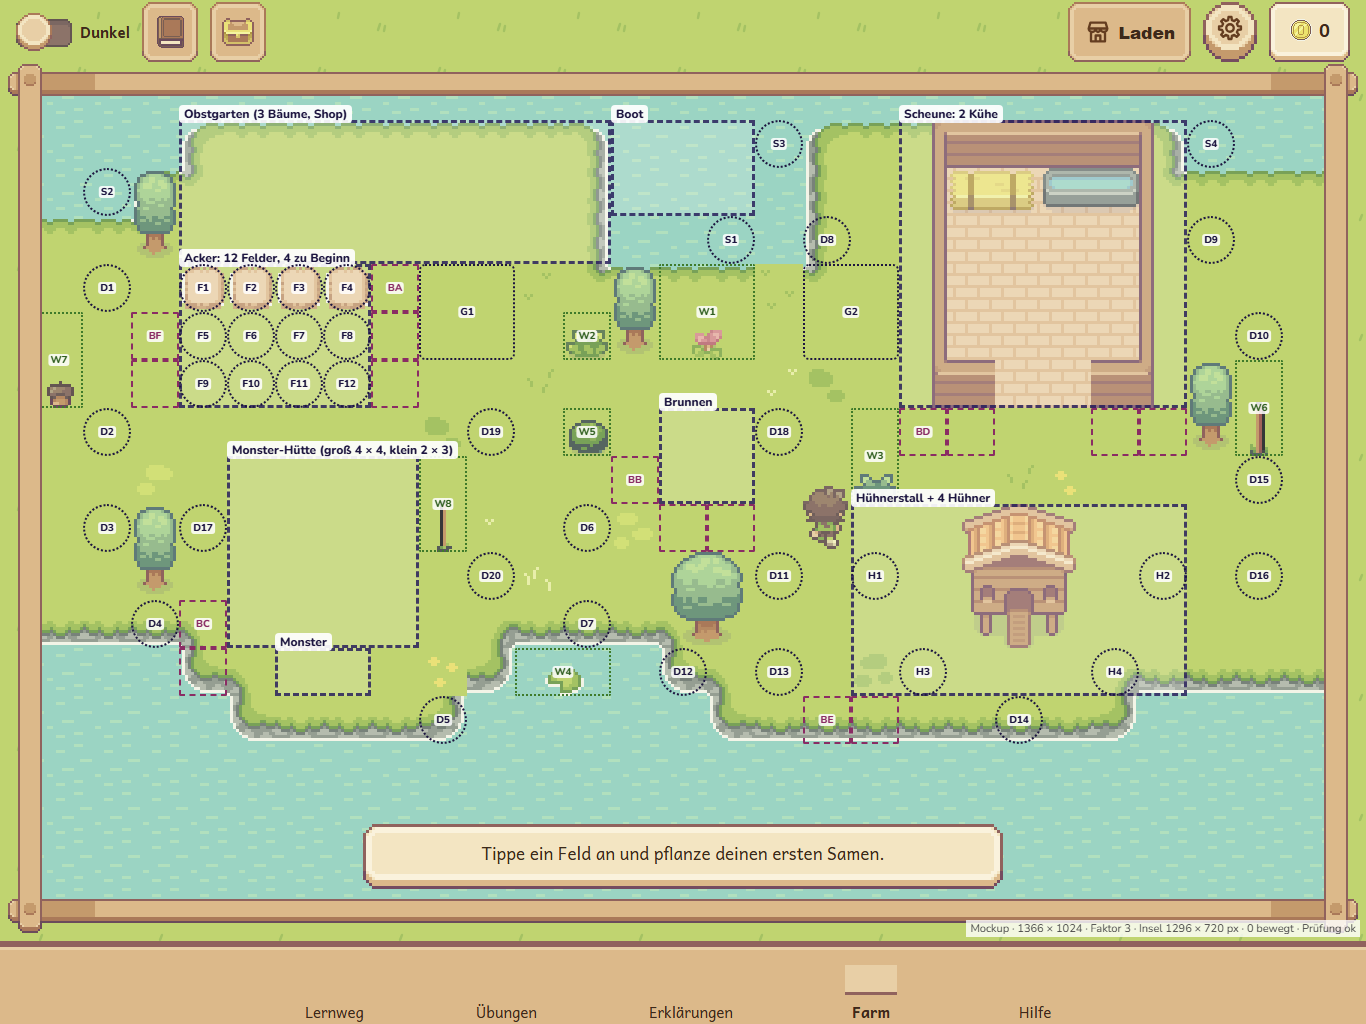 Dunkel
Laden
0
Obstgarten (3 Bäume, Shop)
Boot
Scheune: 2 Kühe
S3
S4
S2
S1
D8
D9
Acker: 12 Felder, 4 zu Beginn
D1
F1
F2
F3
F4
BA
G1
W1
G2
BF
F5
F6
F7
F8
W2
D10
W7
F9
F10
F11
F12
Brunnen
W6
D2
D19
W5
D18
BD
Monster-Hütte (groß 4 × 4, klein 2 × 3)
W3
BB
D15
Hühnerstall + 4 Hühner
W8
D3
D17
D6
D20
D11
H1
H2
D16
D4
BC
D7
Monster
W4
D12
D13
H3
H4
D5
BE
D14
Tippe ein Feld an und pflanze deinen ersten Samen.
Mockup · 1366 × 1024 · Faktor 3 · Insel 1296 × 720 px · 0 bewegt · Prüfung ok
Lernweg
Übungen
Erklärungen
Farm
Hilfe